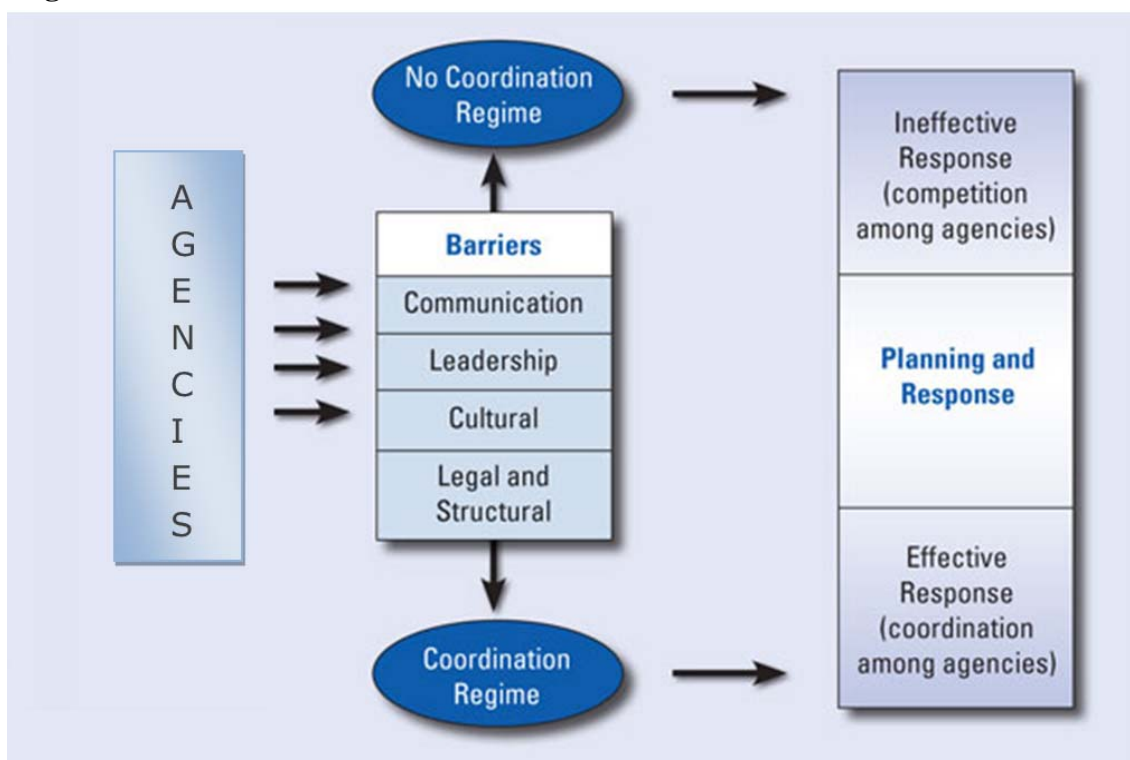 A
G
E
N
C
I
E
S
No Coordination
Regime
Barriers
Communication
Leadership
Cultural
Legal and
Structural
Coordination
Regime
Ineffective
Response
(competition
among agencies)
Planning and
Response
Effective
Response
(coordination
among agencies)